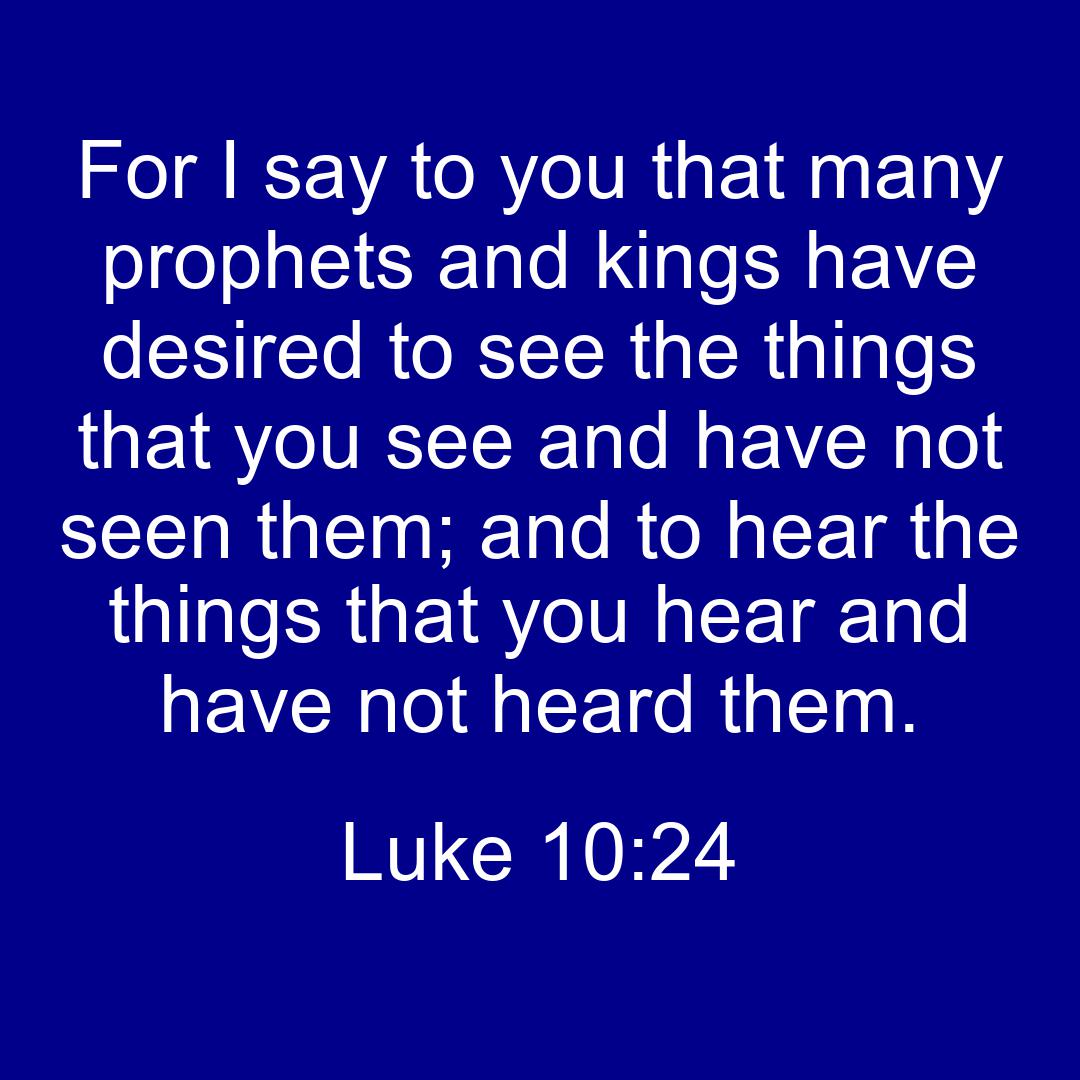 For I say to you that many
prophets and kings have
desired to see the things
that you see and have not
seen them; and to hear the
things that you hear and
have not heard them.
Luke 10:24